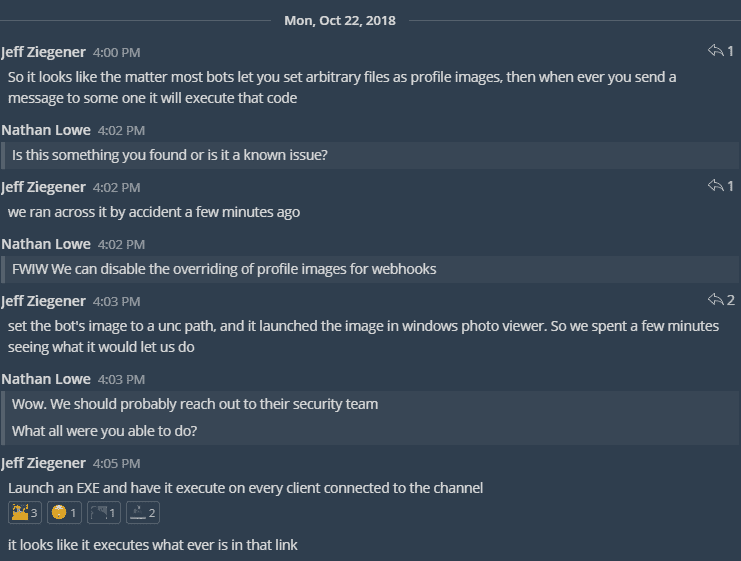 Mon, Oct 22, 2018
Jeff Ziegener 4:00 PM 1
So it looks like the matter most bots let you set arbitrary files as profile images, then when ever you send a
message to some one it will execute that code
Nathan Lowe 4:02 PM
Is this something you found or is it a known issue?
Jeff Ziegener 4:02 PM 1
we ran across it by accident a few minutes ago
Nathan Lowe 4:02 PM
FWIW We can disable the overriding of profile images for webhooks
Jeff Ziegener 4:03 PM 2
set the bot's image to a unc path, and it launched the image in windows photo viewer. So we spent a few minutes
seeing what it would let us do
Nathan Lowe 4:03 PM
Wow. We should probably reach out to their security team
What all were you able to do?
Jeff Ziegener 4:05 PM
Launch an EXE and have it execute on every client connected to the channel
3 1 1 2
it looks like it executes what ever is in that link